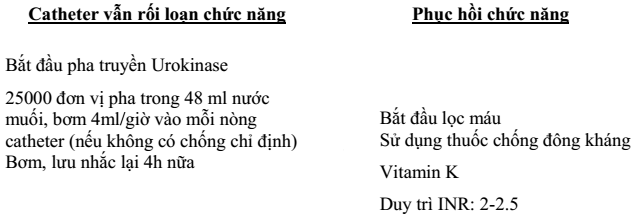 Catheter vẫn rối loạn chức năng
Bắt đầu pha truyền Urokinase
25000 đơn vị pha trong 48 ml nước
muối, bơm 4ml/giờ vào mỗi nòng
catheter (nếu không có chống chỉ định)
Bơm, lưu nhắc lại 4h nữa
Phục hồi chức năng
Bắt đầu lọc máu
Sử dụng thuốc chống đông kháng
Vitamin K
Duy trì INR: 2-2.5